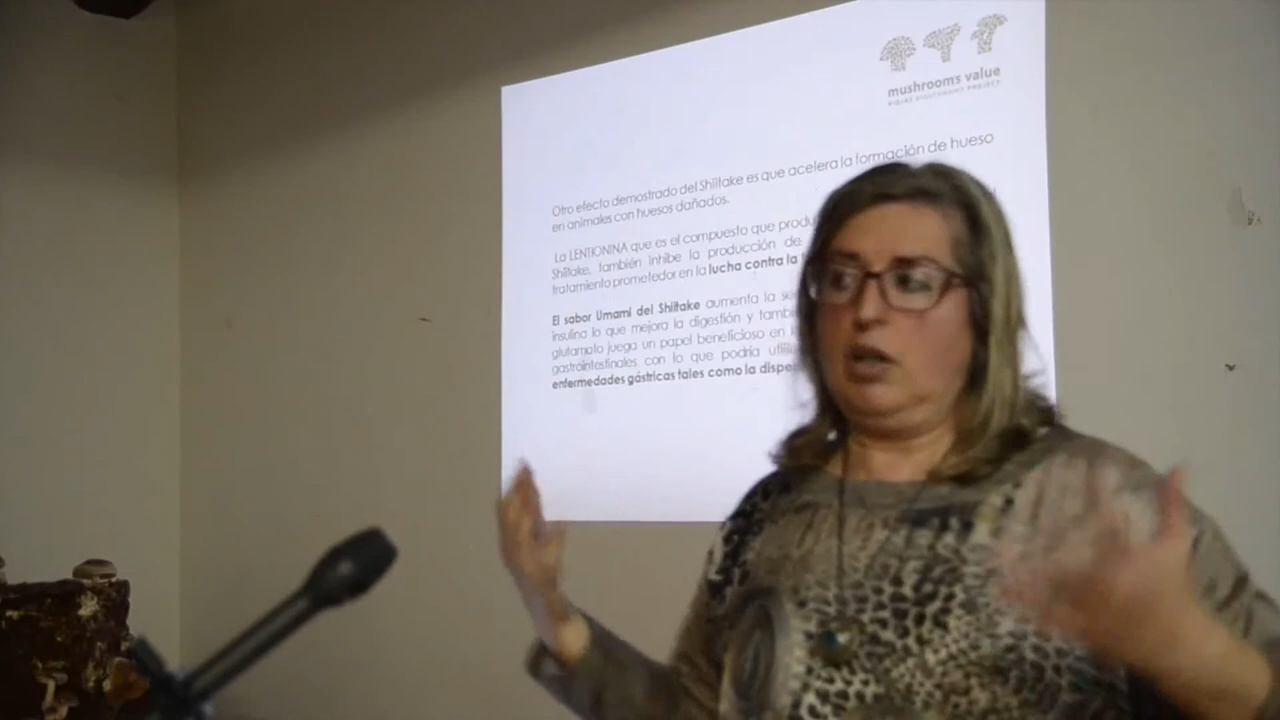 mushroom's value
Otro efecto demostrado del Shiitake es que acelera la formación de hueso
en animales con huesos dañados.
La LENTIONINA que es el compuesto que produ
Shiitake, también inhibe la producción de
tratamiento prometedor en la lucha contra la
El sabor Umami del Shiitake aumenta la
insulina lo que mejora la digestión y tambi
glutamato juega un papel beneficioso en
gastrointestinales con lo que podría utili
enfermedades gástricas tales como la dispe